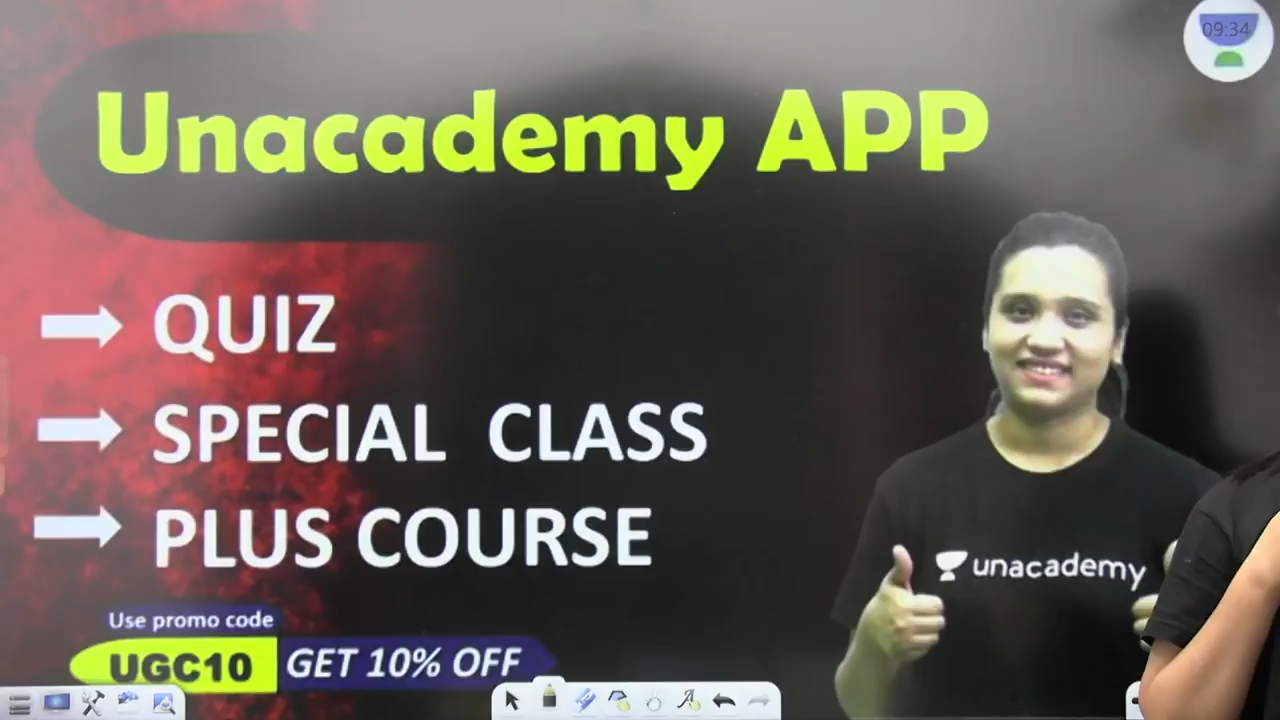 09:34
Unacademy APP
QUIZ
SPECIAL CLASS
PLUS COURSE
unacademy
Use promo code
UGC10 GET 10% OFF